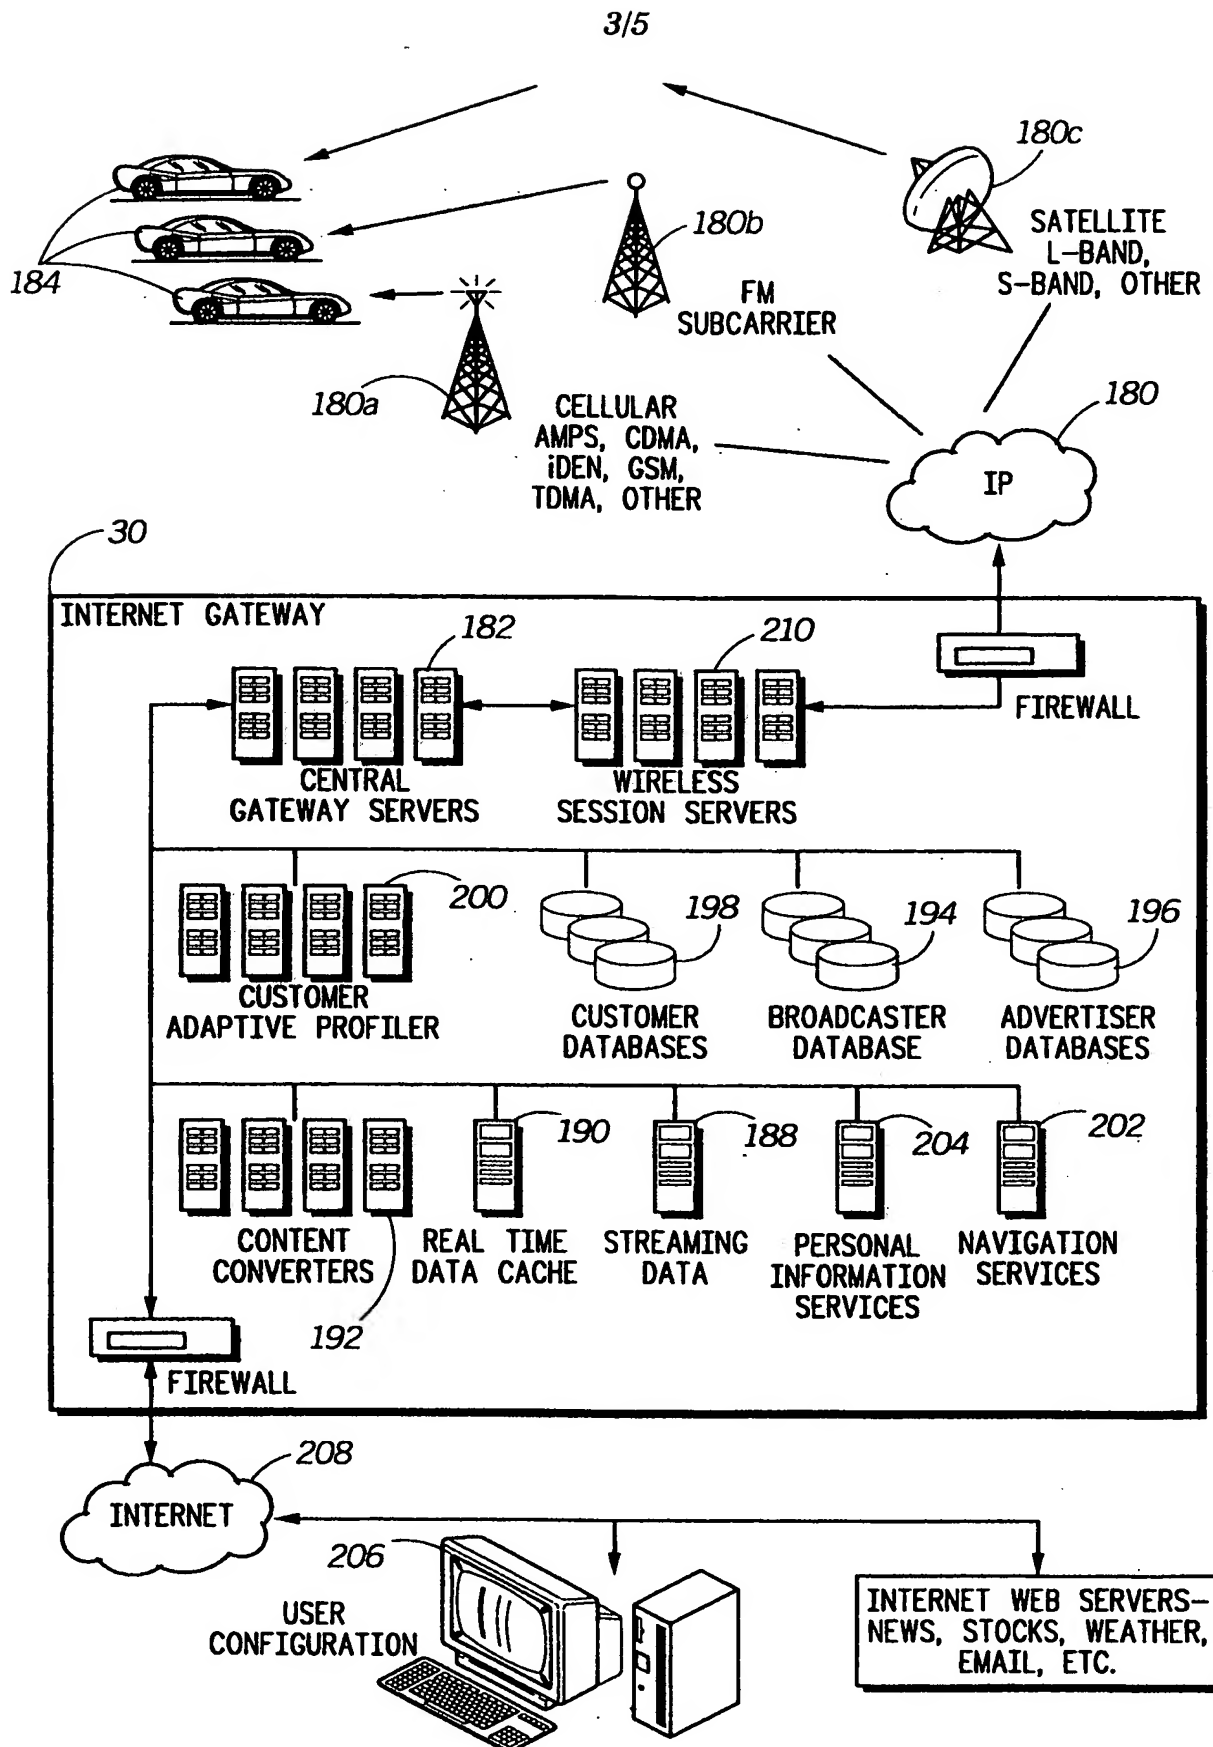 3/5
180c
SATELLITE
L-BAND,
S-BAND, OTHER
180b
FM
SUBCARRIER
184
180a
CELLULAR
AMPS, CDMA,
iDEN, GSM,
TDMA, OTHER
180
IP
30
INTERNET GATEWAY
182
210
FIREWALL
CENTRAL
GATEWAY SERVERS
WIRELESS
SESSION SERVERS
200
198
194
196
CUSTOMER
ADAPTIVE PROFILER
CUSTOMER
DATABASES
BROADCASTER
DATABASE
ADVERTISER
DATABASES
190
188
204
202
CONTENT
CONVERTERS
REAL TIME
DATA CACHE
STREAMING
DATA
PERSONAL
INFORMATION
SERVICES
NAVIGATION
SERVICES
192
FIREWALL
208
INTERNET
206
USER
CONFIGURATION
INTERNET WEB SERVERS-
NEWS, STOCKS, WEATHER,
EMAIL, ETC.